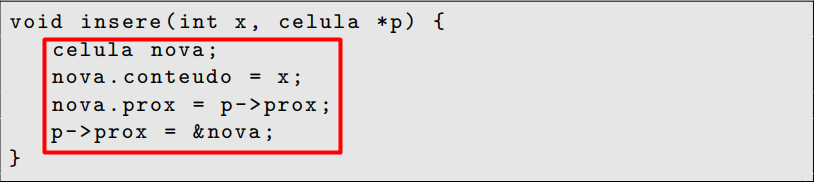 void insere(int x, celula *p) {
celula nova;
nova.conteudo = x;
nova.prox = p->prox;
p->prox = &nova;
}